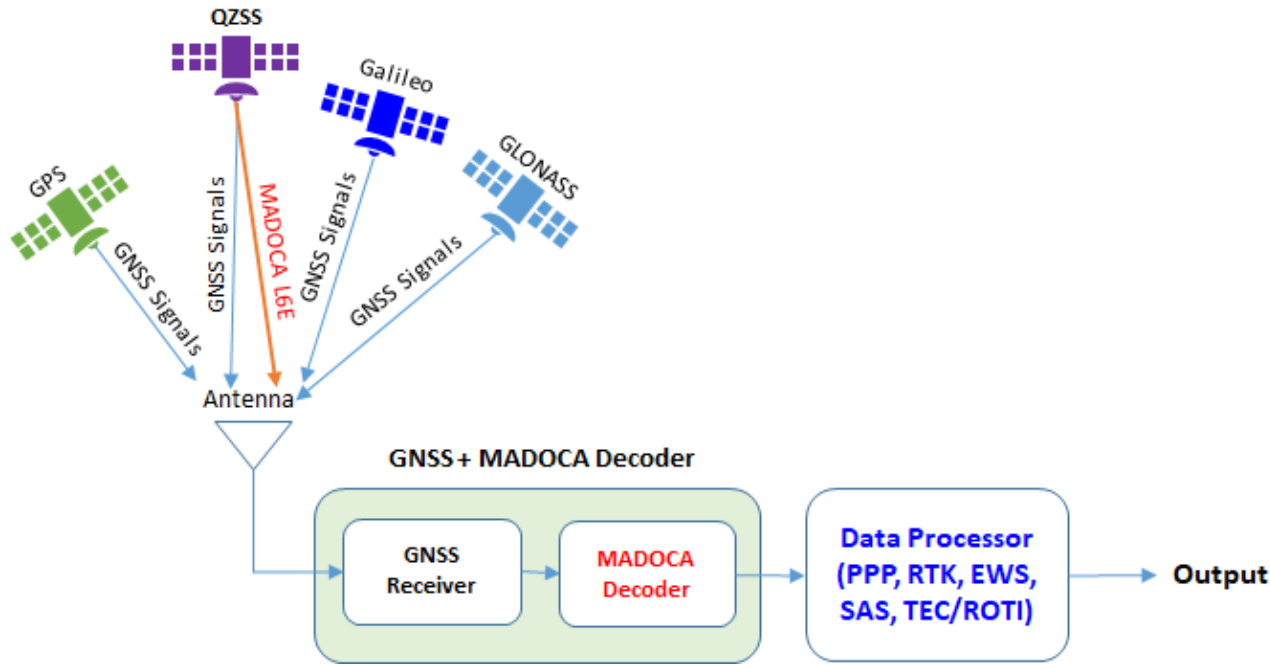 QZSS
Galileo
GLONASS
GPS
GNSS Signals
GNSS Signals
MADOCA L6E
GNSS Signals
GNSS Signals
Antenna
GNSS + MADOCA Decoder
GNSS
Receiver
MADOCA
Decoder
Data Processor
(PPP, RTK, EWS,
SAS, TEC/ROTI)
Output